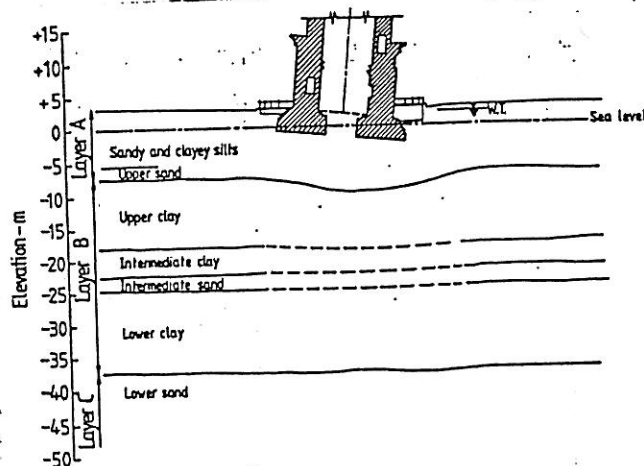 +15
+10
+5
0
-5
-10
-15
-20
-25
-30
-35
-40
-45
-50
Elevation-m
Layer A
Layer B
Layer C
W.I.
Sea level
Sandy and clayey silts
Upper sand
Upper clay
Intermediate clay
Intermediate sand
Lower clay
Lower sand